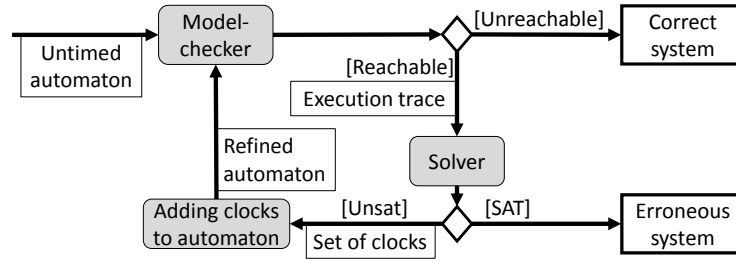 Untimed
automaton
Model-
checker
[Unreachable]
Correct
system
[Reachable]
Execution trace
Solver
Refined
automaton
Adding clocks
to automaton
[Unsat]
Set of clocks
[SAT]
Erroneous
system